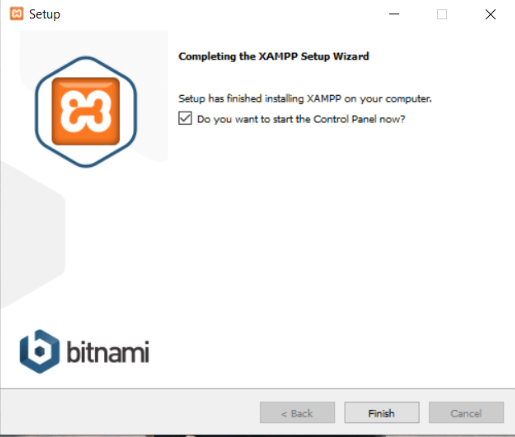 Setup
Completing the XAMPP Setup Wizard
Setup has finished installing XAMPP on your computer.
Do you want to start the Control Panel now?
bitnami
< Back
Finish
Cancel